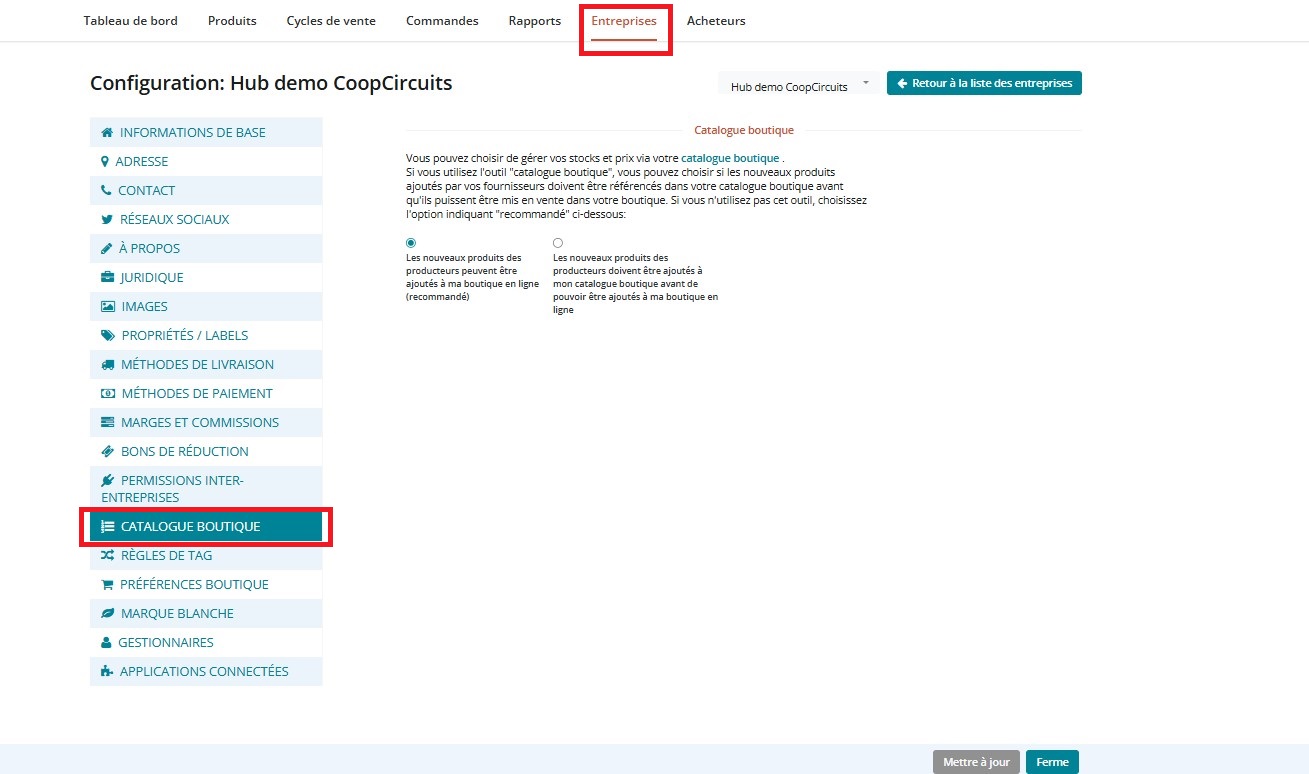 Tableau de bord Produits Cycles de vente Commandes Rapports Entreprises Acheteurs
Configuration: Hub demo CoopCircuits
Hub demo CoopCircuits
Retour à la liste des entreprises
INFORMATIONS DE BASE
ADRESSE
CONTACT
RÉSEAUX SOCIAUX
À PROPOS
JURIDIQUE
IMAGES
PROPRIÉTÉS / LABELS
MÉTHODES DE LIVRAISON
MÉTHODES DE PAIEMENT
MARGES ET COMMISSIONS
BONS DE RÉDUCTION
PERMISSIONS INTER-
ENTREPRISES
CATALOGUE BOUTIQUE
RÈGLES DE TAG
PRÉFÉRENCES BOUTIQUE
MARQUE BLANCHE
GESTIONNAIRES
APPLICATIONS CONNECTÉES
Catalogue boutique
Vous pouvez choisir de gérer vos stocks et prix via votre catalogue boutique .
Si vous utilisez l'outil "catalogue boutique", vous pouvez choisir si les nouveaux produits
ajoutés par vos fournisseurs doivent être référencés dans votre catalogue boutique avant
qu'ils puissent être mis en vente dans votre boutique. Si vous n'utilisez pas cet outil, choisissez
l'option indiquant "recommandé" ci-dessous:
Les nouveaux produits des
producteurs peuvent être
ajoutés à ma boutique en ligne
(recommandé)
Les nouveaux produits des
producteurs doivent être ajoutés à
mon catalogue boutique avant de
pouvoir être ajoutés à ma boutique en
ligne
Mettre à jour
Ferme